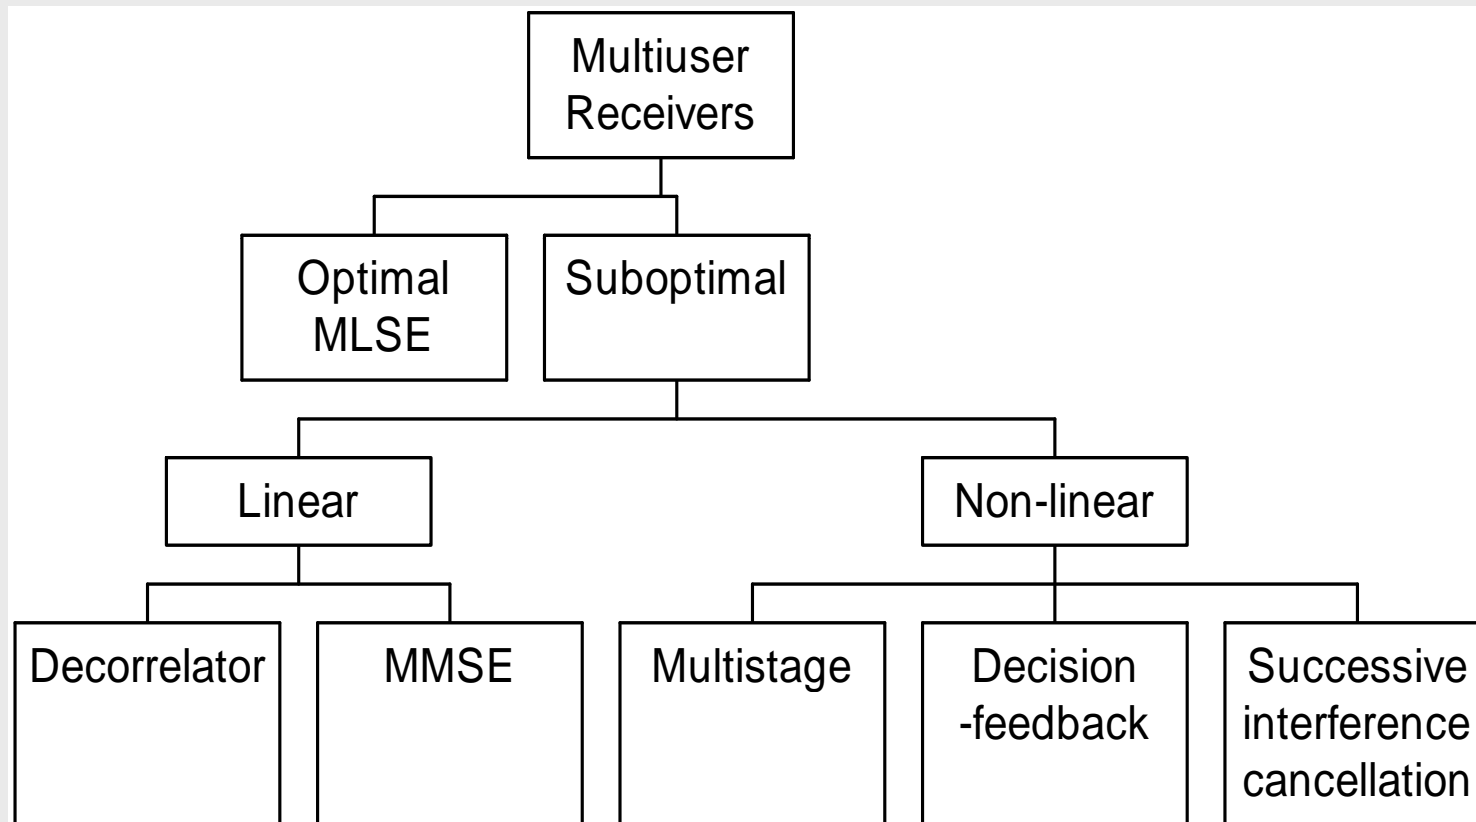 Multiuser
Receivers
Optimal
MLSE
Suboptimal
Linear
Non-linear
Decorrelator
MMSE
Multistage
Decision
-feedback
Successive
interference
cancellation